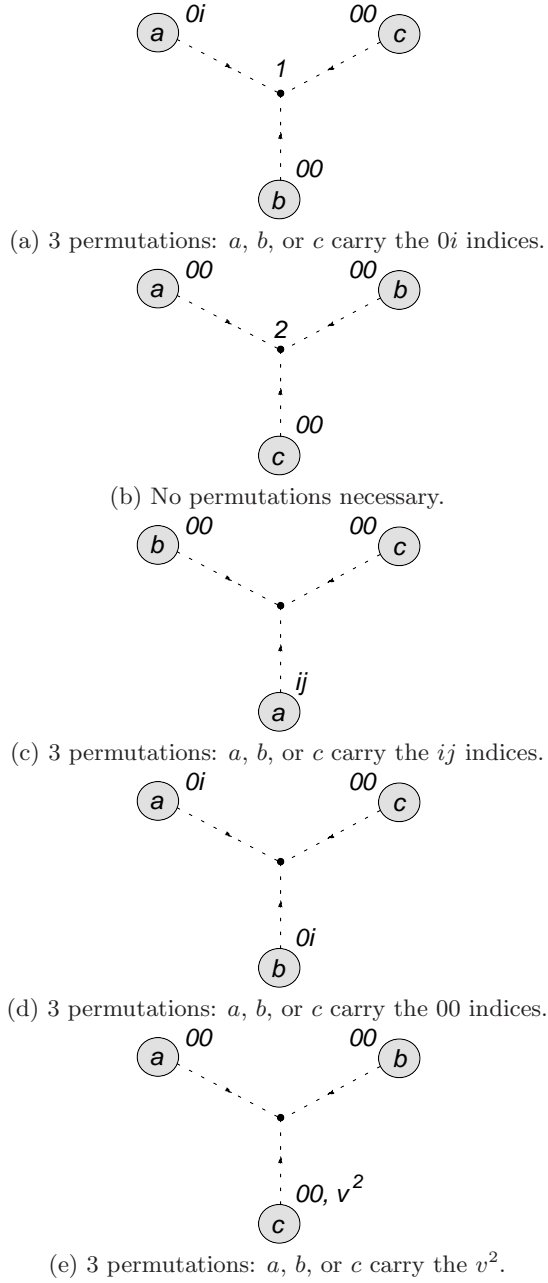 a 0i 00 c
1
00
b
(a) 3 permutations: a, b, or c carry the 0i indices.
a 00 00 b
2
00
c
(b) No permutations necessary.
b 00 00 c
ij
a
(c) 3 permutations: a, b, or c carry the ij indices.
a 0i 00 c
0i
b
(d) 3 permutations: a, b, or c carry the 00 indices.
a 00 00 b
00, v²
c
(e) 3 permutations: a, b, or c carry the v².